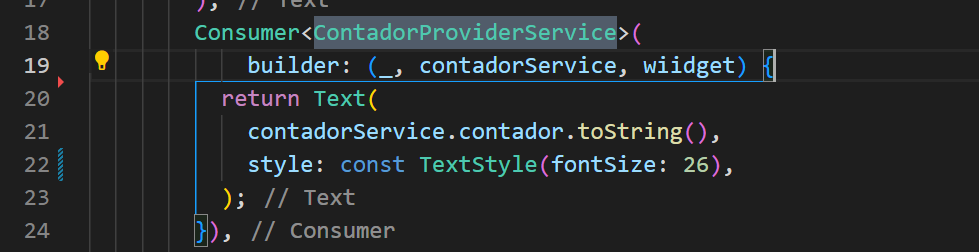 17 ), // Text
18 Consumer<ContadorProviderService>(
19 builder: (_, contadorService, wiidget) {
20 return Text(
21 contadorService.contador.toString(),
22 style: const TextStyle(fontSize: 26),
23 ); // Text
24 }), // Consumer